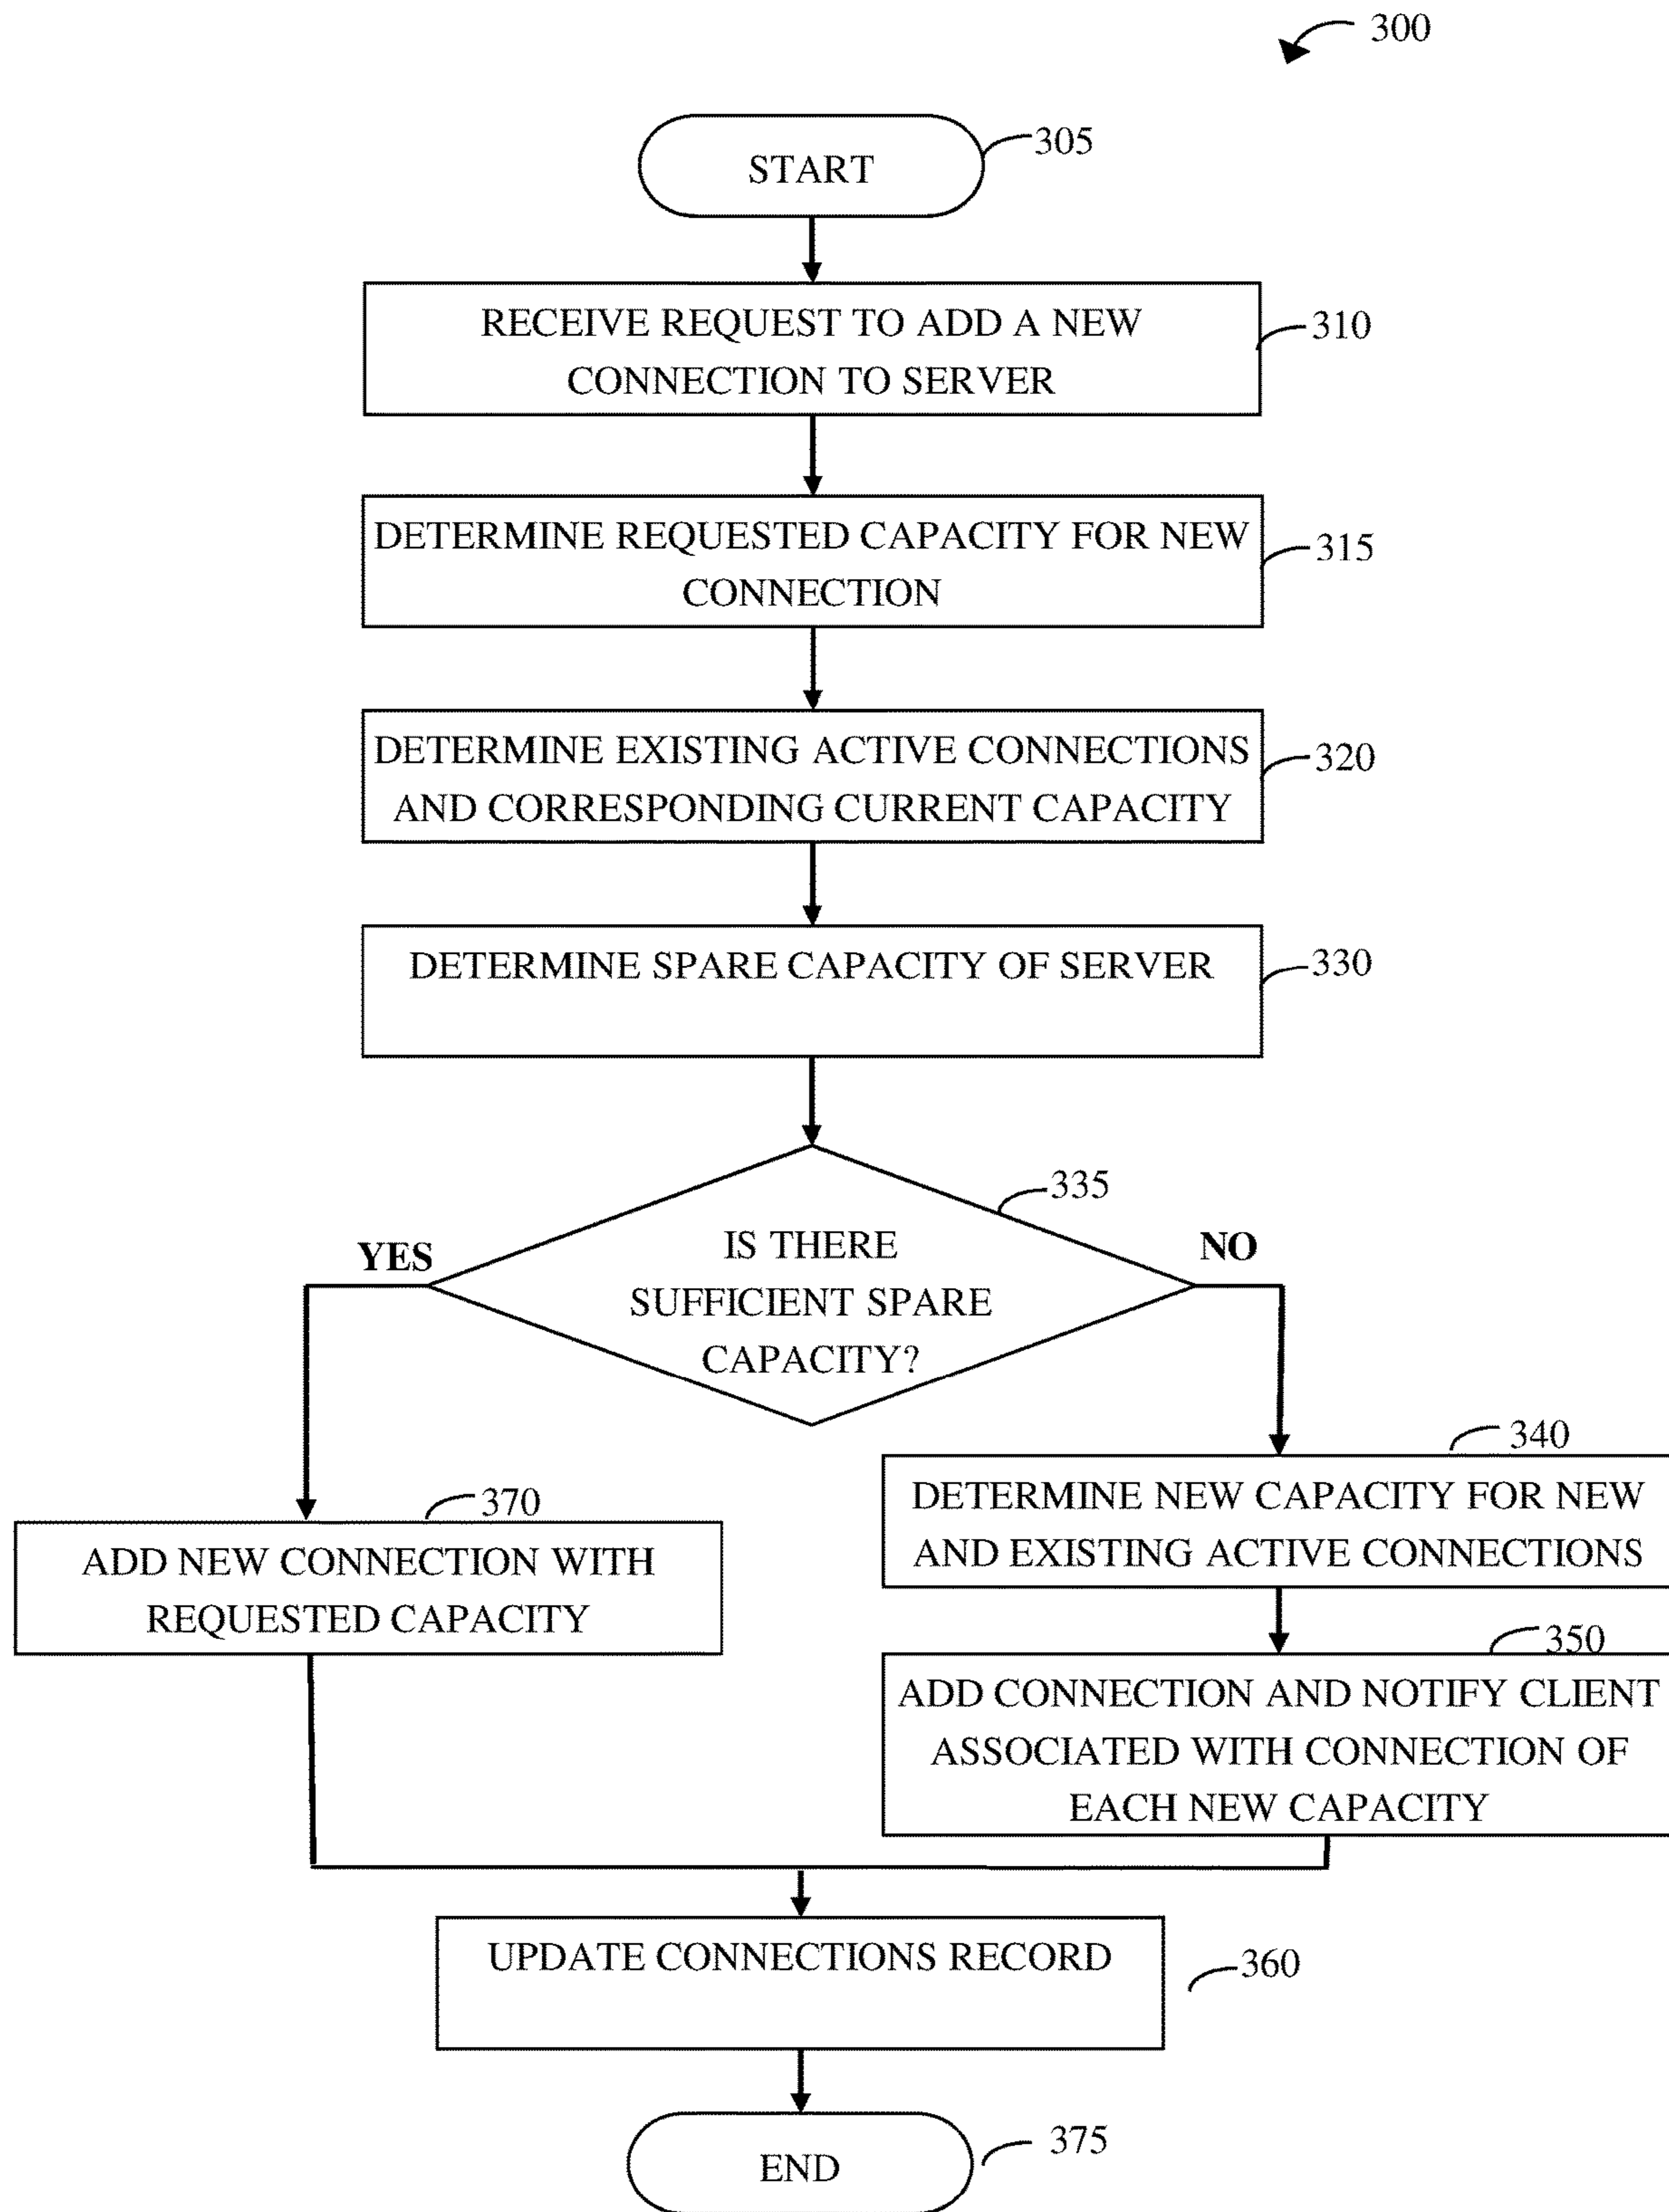 300
START
305
RECEIVE REQUEST TO ADD A NEW
CONNECTION TO SERVER
310
DETERMINE REQUESTED CAPACITY FOR NEW
CONNECTION
315
DETERMINE EXISTING ACTIVE CONNECTIONS
AND CORRESPONDING CURRENT CAPACITY
320
DETERMINE SPARE CAPACITY OF SERVER
330
335
IS THERE
SUFFICIENT SPARE
CAPACITY?
YES
NO
370
ADD NEW CONNECTION WITH
REQUESTED CAPACITY
340
DETERMINE NEW CAPACITY FOR NEW
AND EXISTING ACTIVE CONNECTIONS
350
ADD CONNECTION AND NOTIFY CLIENT
ASSOCIATED WITH CONNECTION OF
EACH NEW CAPACITY
UPDATE CONNECTIONS RECORD
360
END
375